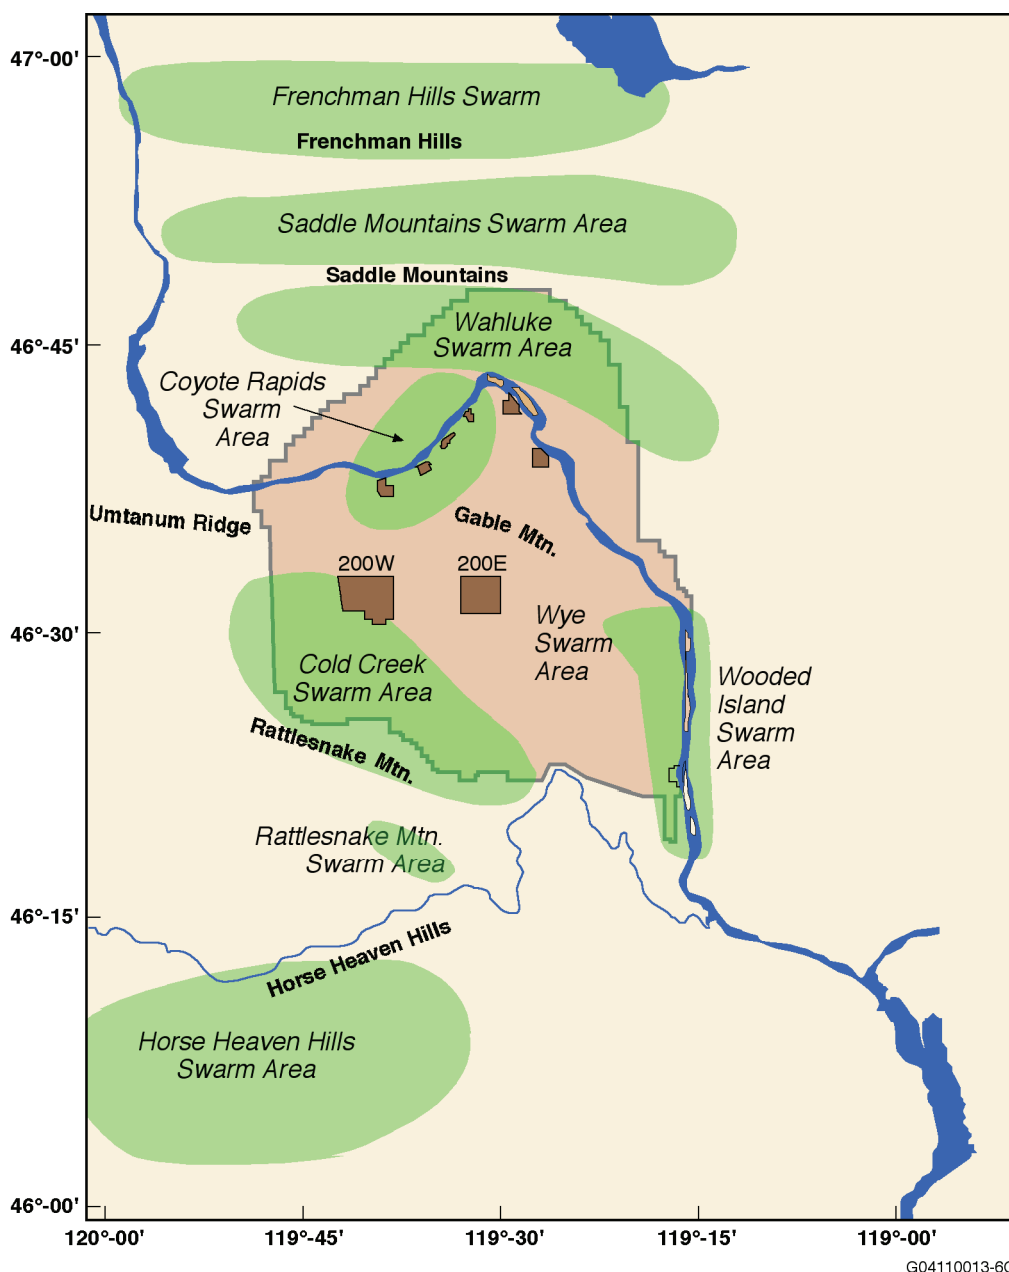 47°-00'
Frenchman Hills Swarm
Frenchman Hills
Saddle Mountains Swarm Area
Saddle Mountains
46°-45'
Wahluke
Swarm Area
Coyote Rapids
Swarm
Area
Umtanum Ridge
Gable Mtn.
200W
200E
46°-30'
Wye
Swarm
Area
Cold Creek
Swarm Area
Wooded
Island
Swarm
Area
Rattlesnake Mtn.
Rattlesnake Mtn.
Swarm Area
46°-15'
Horse Heaven Hills
Horse Heaven Hills
Swarm Area
46°-00'
120°-00'
119°-45'
119°-30'
119°-15'
119°-00'
G04110013-60